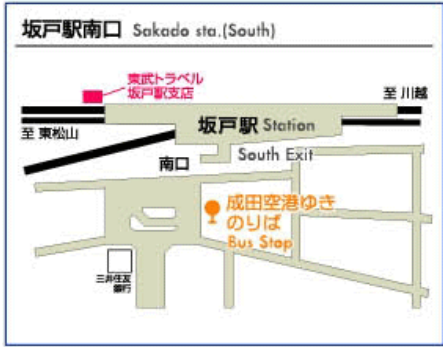 坂戸駅南口 Sakado sta.(South)
東武トラベル
坂戸駅支店
至 川越
至 東松山
坂戸駅 Station
南口
South Exit
成田空港ゆき
のりば
Bus Stop
三井住友
銀行